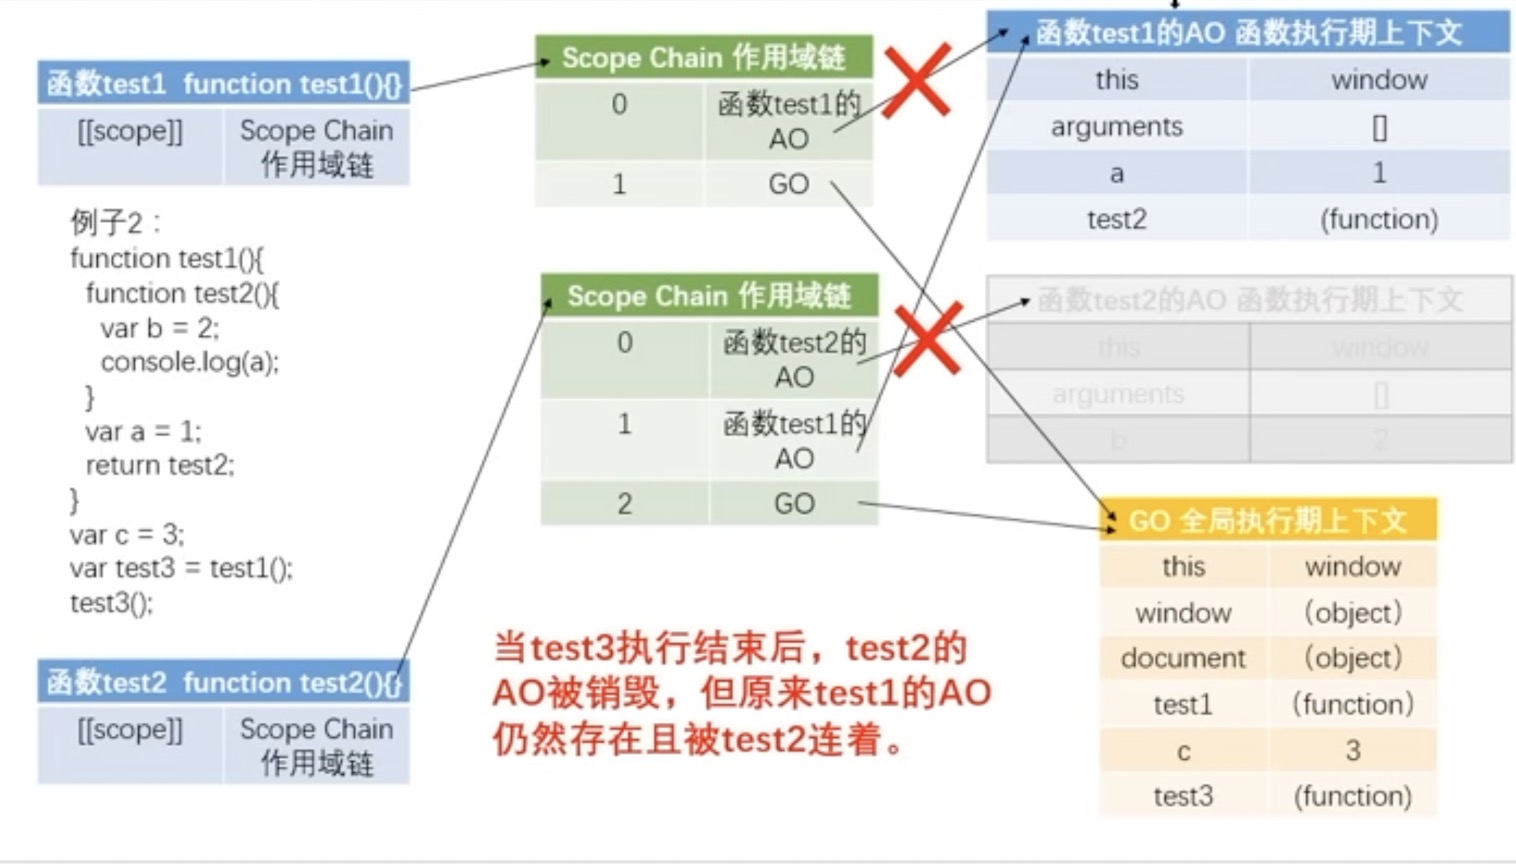 函数test1 function test1(){}
[[scope]] Scope Chain
作用域链
例子2：
function test1(){
function test2(){
var b = 2;
console.log(a);
}
var a = 1;
return test2;
}
var c = 3;
var test3 = test1();
test3();
函数test2 function test2(){}
[[scope]] Scope Chain
作用域链
Scope Chain 作用域链
0 函数test1的
AO
1 GO
Scope Chain 作用域链
0 函数test2的
AO
1 函数test1的
AO
2 GO
当test3执行结束后，test2的
AO被销毁，但原来test1的AO
仍然存在且被test2连着。
函数test1的AO 函数执行期上下文
this window
arguments []
a 1
test2 (function)
函数test2的AO 函数执行期上下文
this window
arguments []
b 2
GO 全局执行期上下文
this window
window （object）
document （object）
test1 （function）
c 3
test3 (function)